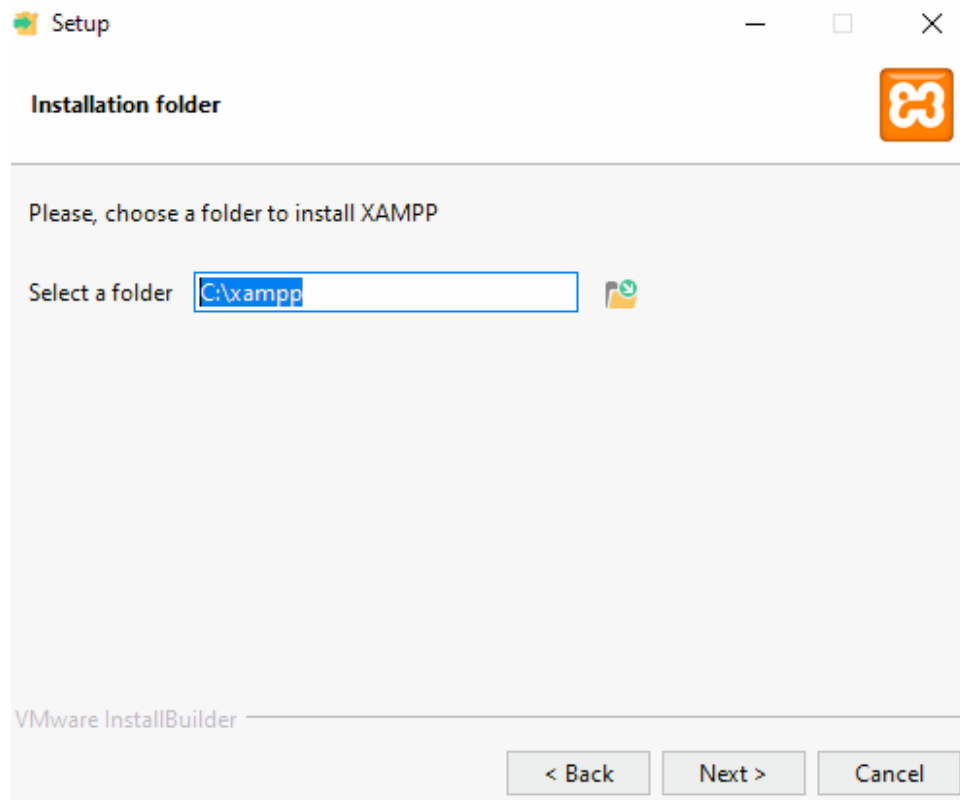 Setup
Installation folder
Please, choose a folder to install XAMPP
Select a folder C:\xampp
VMware InstallBuilder
< Back Next > Cancel